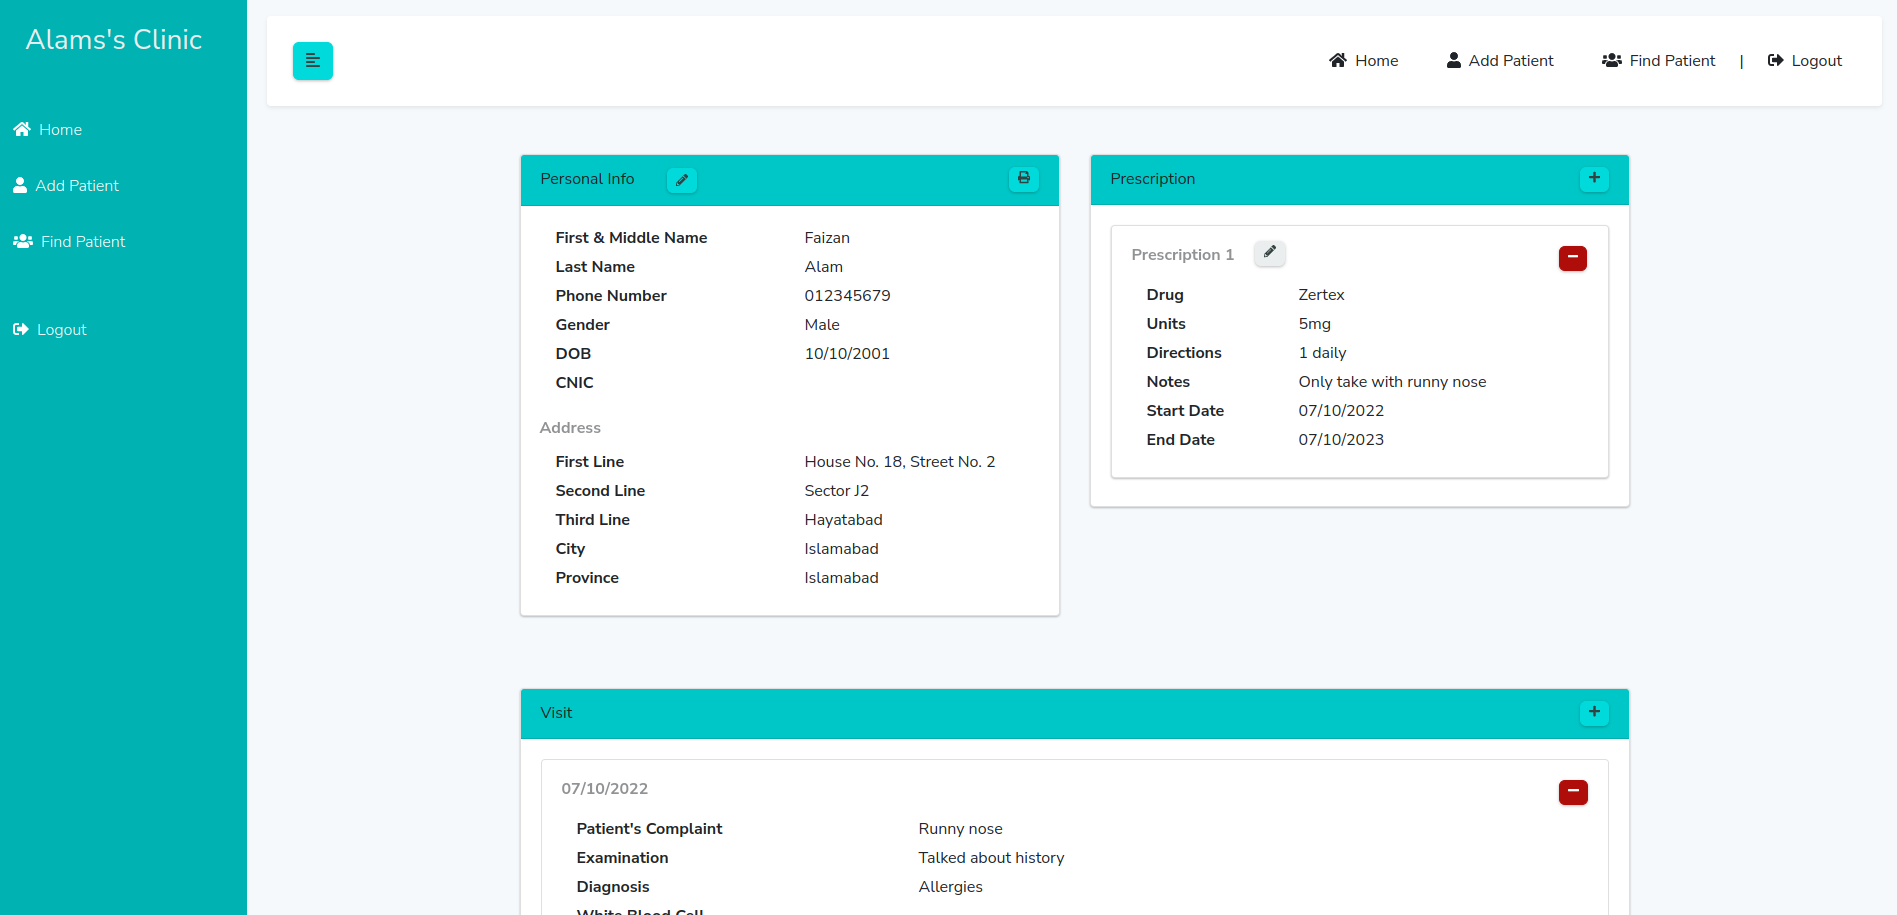 Alams's Clinic
Home
Add Patient
Find Patient
Logout
Home
Add Patient
Find Patient
|
Logout
Personal Info
First & Middle Name Faizan
Last Name Alam
Phone Number 012345679
Gender Male
DOB 10/10/2001
CNIC
Address
First Line House No. 18, Street No. 2
Second Line Sector J2
Third Line Hayatabad
City Islamabad
Province Islamabad
Prescription
Prescription 1
Drug Zertex
Units 5mg
Directions 1 daily
Notes Only take with runny nose
Start Date 07/10/2022
End Date 07/10/2023
Visit
07/10/2022
Patient's Complaint Runny nose
Examination Talked about history
Diagnosis Allergies
White Blood Cell